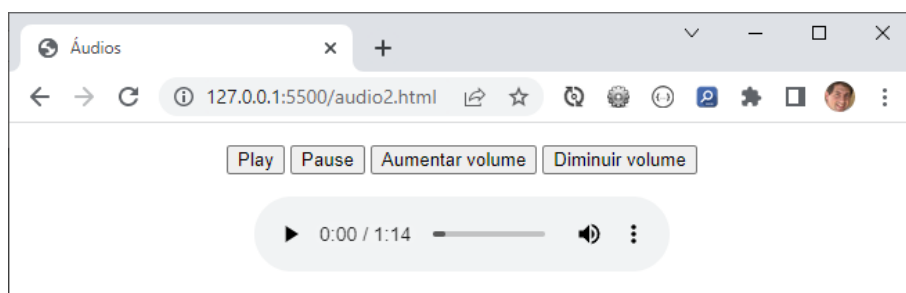 Áudios
127.0.0.1:5500/audio2.html
Play Pause Aumentar volume Diminuir volume
0:00 / 1:14